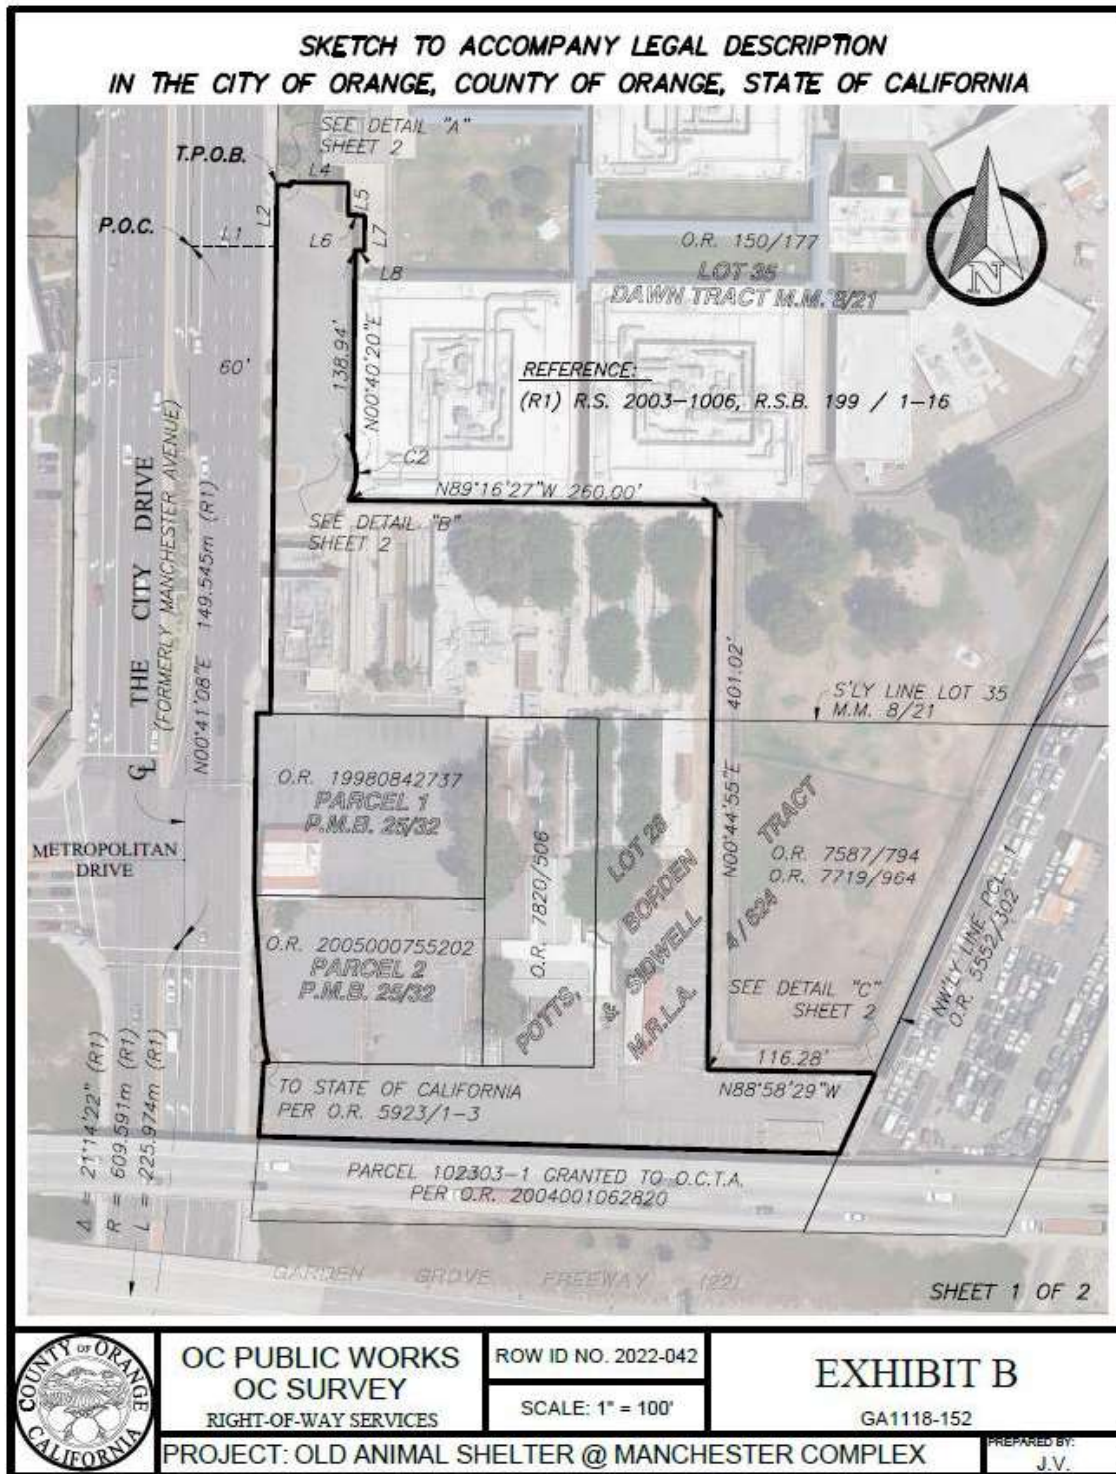 SKETCH TO ACCOMPANY LEGAL DESCRIPTION
IN THE CITY OF ORANGE, COUNTY OF ORANGE, STATE OF CALIFORNIA
SEE DETAIL "A"
SHEET 2
T.P.O.B.
L4
L5
L2
P.O.C.
L1
L6
L7
L8
O.R. 150/177
LOT 35
DAWN TRACT M.M. 8/21
N
60'
138.94'
N00°40'20"E
REFERENCE:
(R1) R.S. 2003-1006, R.S.B. 199 / 1-16
C2
N89°16'27"W 260.00'
SEE DETAIL "B"
SHEET 2
THE CITY DRIVE
(FORMERLY MANCHESTER AVENUE)
N00°41'08"E 149.545m (R1)
401.02'
N00°44'55"E
S'LY LINE LOT 35
M.M. 8/21
O.R. 19980842737
PARCEL 1
P.M.B. 25/32
METROPOLITAN
DRIVE
O.R. 7820/506
LOT 28
BORDEN
TRACT
O.R. 7587/794
O.R. 7719/964
4 / 624
NW'LY LINE PCL. 1
O.R. 5552/302
O.R. 2005000755202
PARCEL 2
P.M.B. 25/32
POTTS,
& SIDWELL
M.R.L.A.
SEE DETAIL "C"
SHEET 2
116.28'
N88°58'29"W
TO STATE OF CALIFORNIA
PER O.R. 5923/1-3
Δ = 21°14'22" (R1)
R = 609.591m (R1)
L = 225.974m (R1)
PARCEL 102303-1 GRANTED TO O.C.T.A.
PER O.R. 2004001062820
GARDEN GROVE FREEWAY (22)
SHEET 1 OF 2
COUNTY OF ORANGE
CALIFORNIA
OC PUBLIC WORKS
OC SURVEY
RIGHT-OF-WAY SERVICES
ROW ID NO. 2022-042
SCALE: 1" = 100'
EXHIBIT B
GA1118-152
PROJECT: OLD ANIMAL SHELTER @ MANCHESTER COMPLEX
PREPARED BY:
J.V.